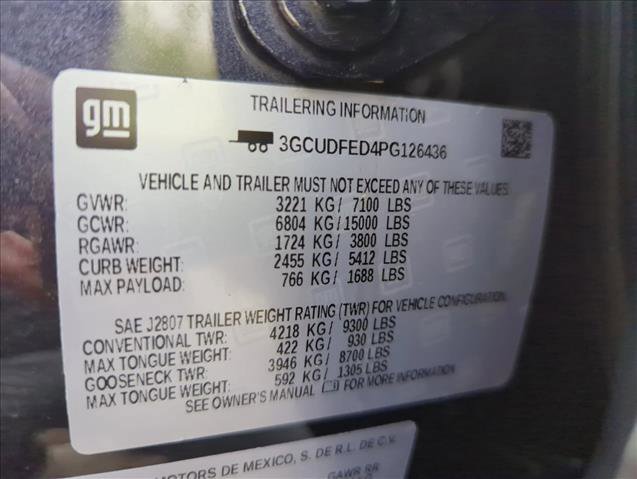 gm
TRAILERING INFORMATION
3GCUDFED4PG126436
VEHICLE AND TRAILER MUST NOT EXCEED ANY OF THESE VALUES:
GVWR: 3221 KG/ 7100 LBS
GCWR: 6804 KG/15000 LBS
RGAWR: 1724 KG/ 3800 LBS
CURB WEIGHT: 2455 KG/ 5412 LBS
MAX PAYLOAD: 766 KG/ 1688 LBS
SAE J2807 TRAILER WEIGHT RATING (TWR) FOR VEHICLE CONFIGURATION:
CONVENTIONAL TWR: 4218 KG/ 9300 LBS
MAX TONGUE WEIGHT: 422 KG/ 930 LBS
GOOSENECK TWR: 3946 KG/ 8700 LBS
MAX TONGUE WEIGHT: 592 KG/ 1305 LBS
SEE OWNER'S MANUAL FOR MORE INFORMATION
MOTORS DE MEXICO, S. DE R.L. DE C.V.
GAWR RR